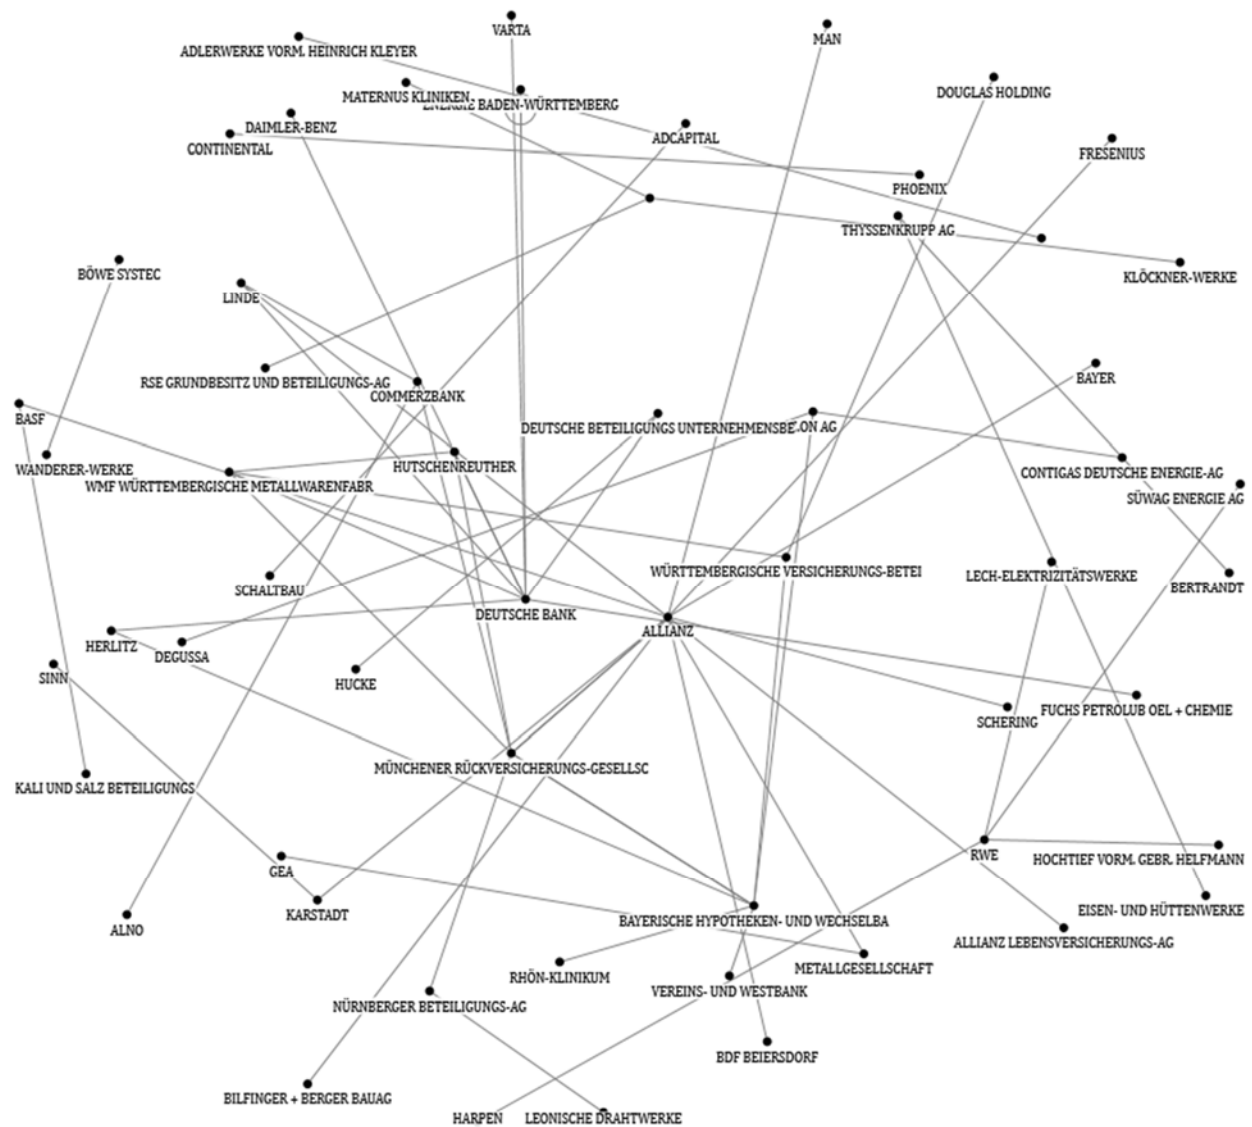 VARTA
MAN
ADLERWERKE VORM. HEINRICH KLEYER
DOUGLAS HOLDING
MATERNUS KLINIKEN
ENERGIE BADEN-WÜRTTEMBERG
DAIMLER-BENZ
ADCAPITAL
CONTINENTAL
FRESENIUS
PHOENIX
THYSSENKRUPP AG
BÖWE SYSTEC
KLÖCKNER-WERKE
LINDE
RSE GRUNDBESITZ UND BETEILIGUNGS-AG
BAYER
COMMERZBANK
BASF
DEUTSCHE BETEILIGUNGS UNTERNEHMENSBE
ON AG
WANDERER-WERKE
HUTSCHENREUTHER
CONTIGAS DEUTSCHE ENERGIE-AG
WMF WÜRTTEMBERGISCHE METALLWARENFABR
SÜWAG ENERGIE AG
WÜRTTEMBERGISCHE VERSICHERUNGS-BETEI
LECH-ELEKTRIZITÄTSWERKE
SCHALTBAU
BERTRANDT
DEUTSCHE BANK
ALLIANZ
HERLITZ
DEGUSSA
SINN
HUCKE
FUCHS PETROLUB OEL + CHEMIE
SCHERING
MÜNCHENER RÜCKVERSICHERUNGS-GESELLSC
KALI UND SALZ BETEILIGUNGS
RWE
HOCHTIEF VORM. GEBR. HELFMANN
GEA
KARSTADT
EISEN- UND HÜTTENWERKE
BAYERISCHE HYPOTHEKEN- UND WECHSELBA
ALNO
ALLIANZ LEBENSVERSICHERUNGS-AG
METALLGESELLSCHAFT
RHÖN-KLINIKUM
VEREINS- UND WESTBANK
NÜRNBERGER BETEILIGUNGS-AG
BDF BEIERSDORF
BILFINGER + BERGER BAUAG
HARPEN
LEONISCHE DRAHTWERKE